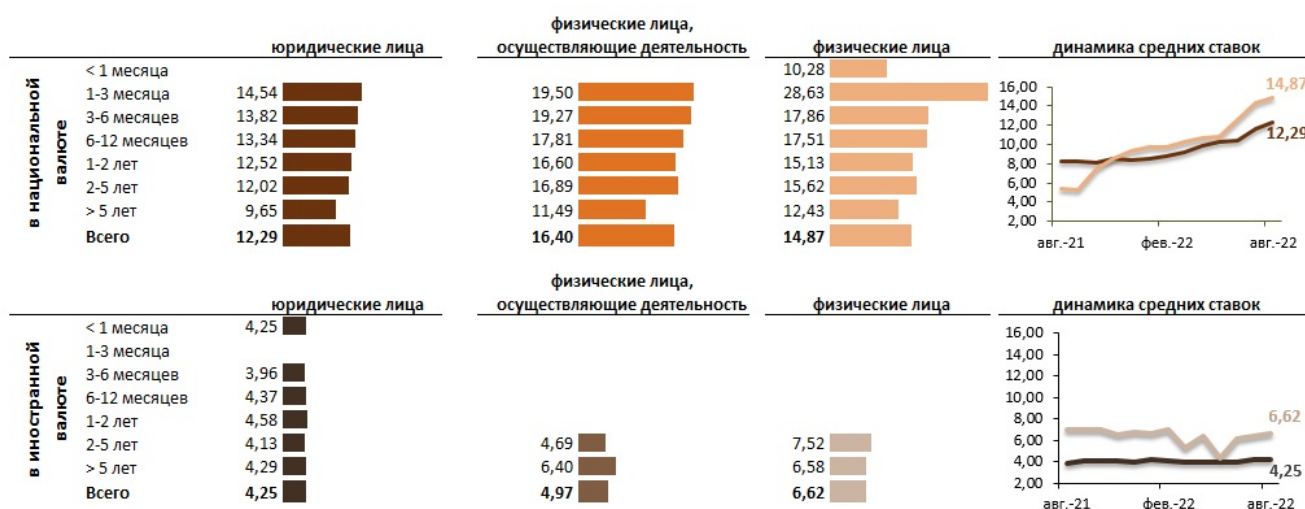 физические лица,
юридические лица осуществляющие деятельность физические лица динамика средних ставок
в национальной валюте
< 1 месяца 10,28
1-3 месяца 14,54 19,50 28,63
3-6 месяцев 13,82 19,27 17,86
6-12 месяцев 13,34 17,81 17,51
1-2 лет 12,52 16,60 15,13
2-5 лет 12,02 16,89 15,62
> 5 лет 9,65 11,49 12,43
Всего 12,29 16,40 14,87
16,00
14,00
12,00
10,00
8,00
6,00
4,00
2,00
14,87
12,29
авг.-21 фев.-22 авг.-22
физические лица,
юридические лица осуществляющие деятельность физические лица динамика средних ставок
в иностранной валюте
< 1 месяца 4,25
1-3 месяца
3-6 месяцев 3,96
6-12 месяцев 4,37
1-2 лет 4,58
2-5 лет 4,13 4,69 7,52
> 5 лет 4,29 6,40 6,58
Всего 4,25 4,97 6,62
16,00
14,00
12,00
10,00
8,00
6,00
4,00
2,00
6,62
4,25
авг.-21 фев.-22 авг.-22